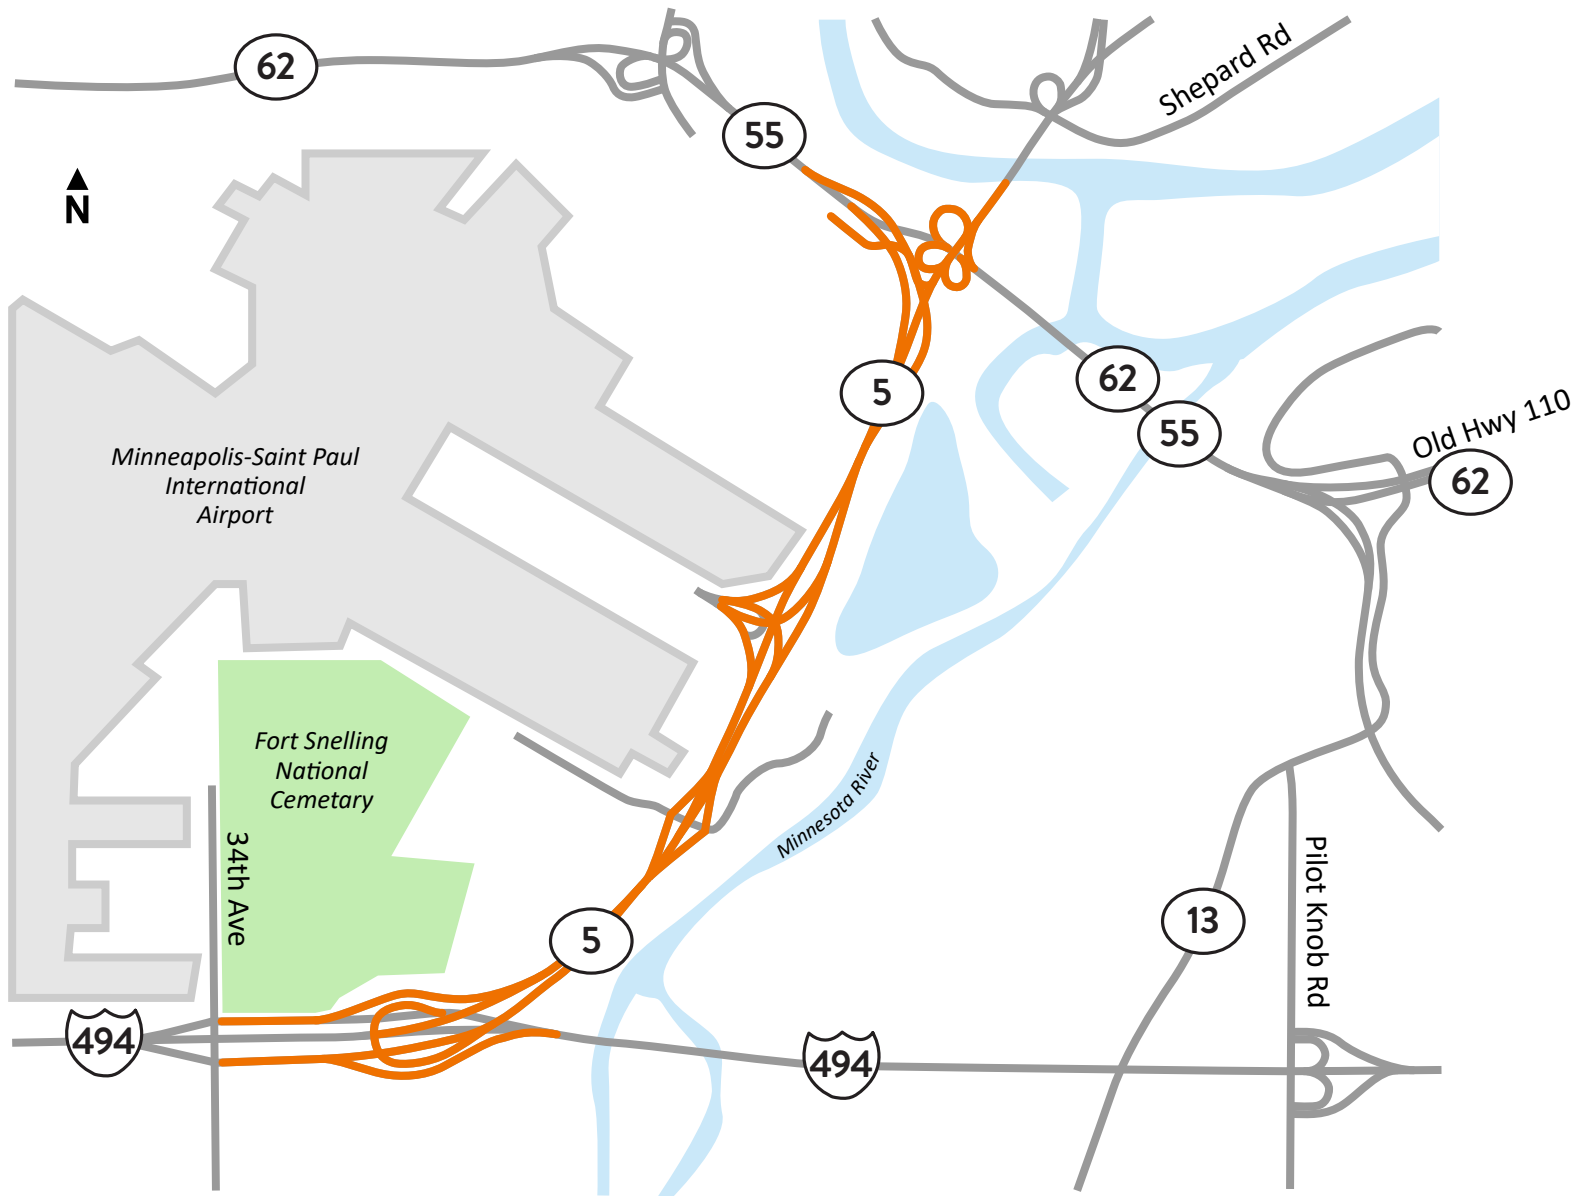 62
55
Shepard Rd
N
5
62
55
Old Hwy 110
62
Minneapolis-Saint Paul
International
Airport
Fort Snelling
National
Cemetary
34th Ave
Minnesota River
5
13
Pilot Knob Rd
494
494